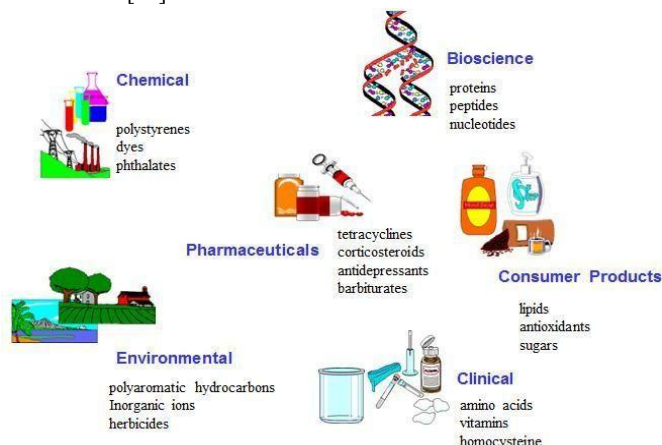 Chemical
polystyrenes
dyes
phthalates
Bioscience
proteins
peptides
nucleotides
Pharmaceuticals
tetracyclines
corticosteroids
antidepressants
barbiturates
Consumer Products
lipids
antioxidants
sugars
Environmental
polyaromatic hydrocarbons
Inorganic ions
herbicides
Clinical
amino acids
vitamins
homocysteine